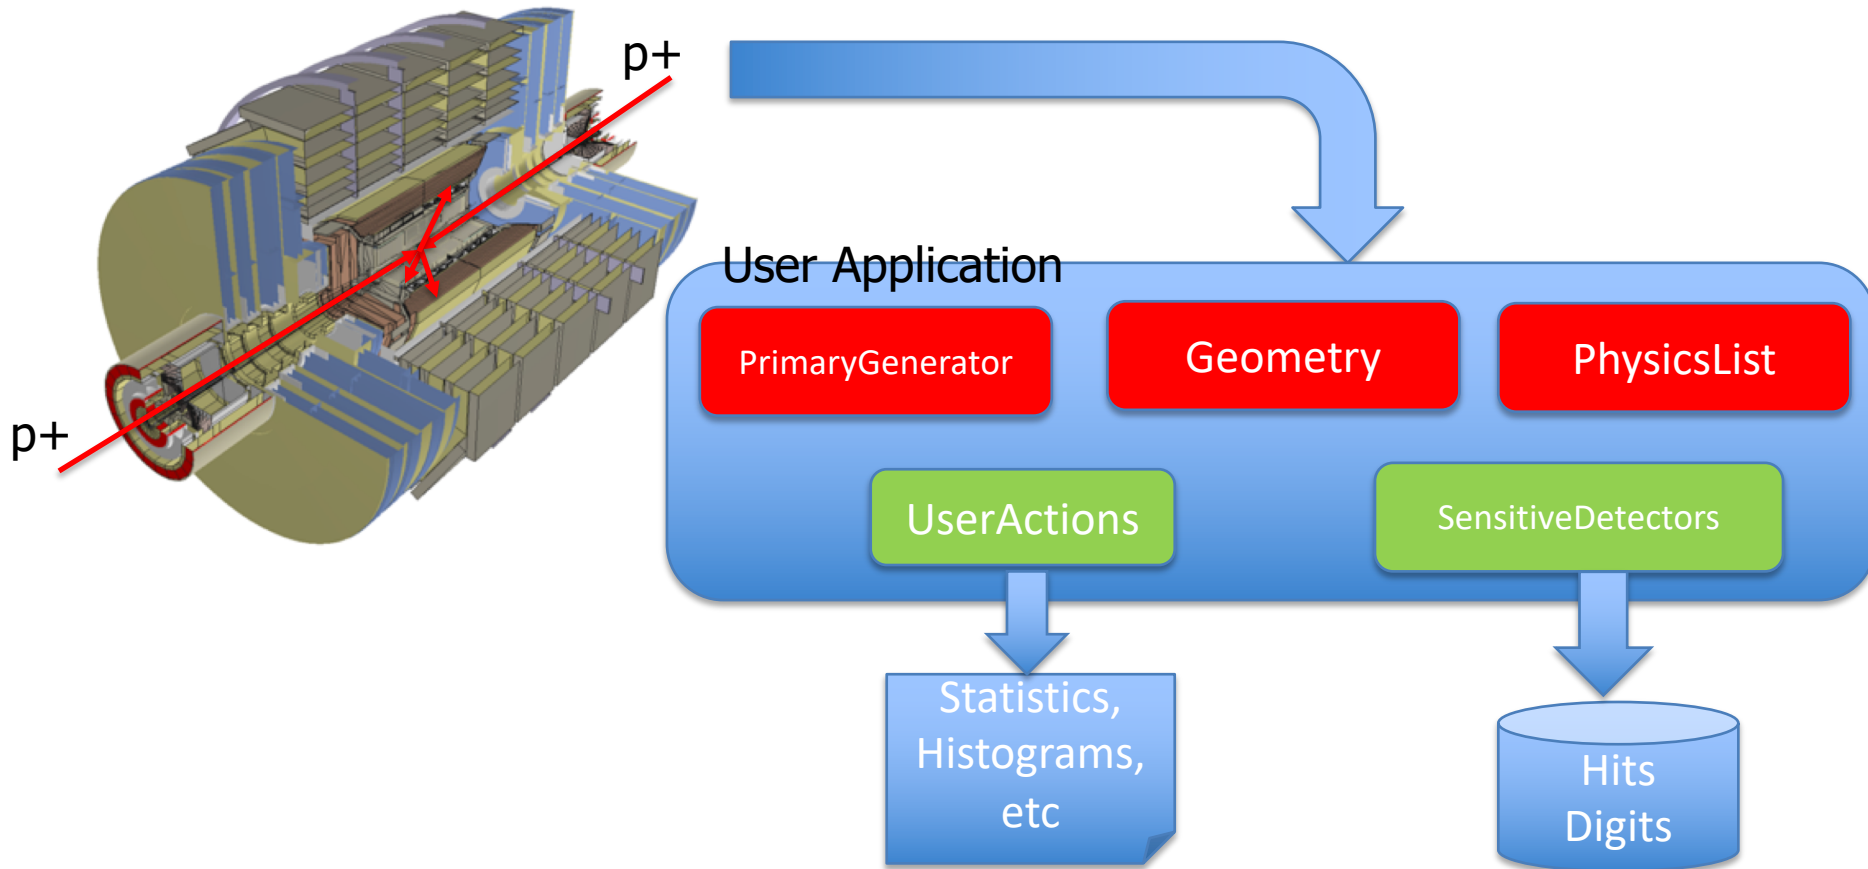 p+
p+
User Application
PrimaryGenerator
Geometry
PhysicsList
UserActions
SensitiveDetectors
Statistics,
Histograms,
etc
Hits
Digits